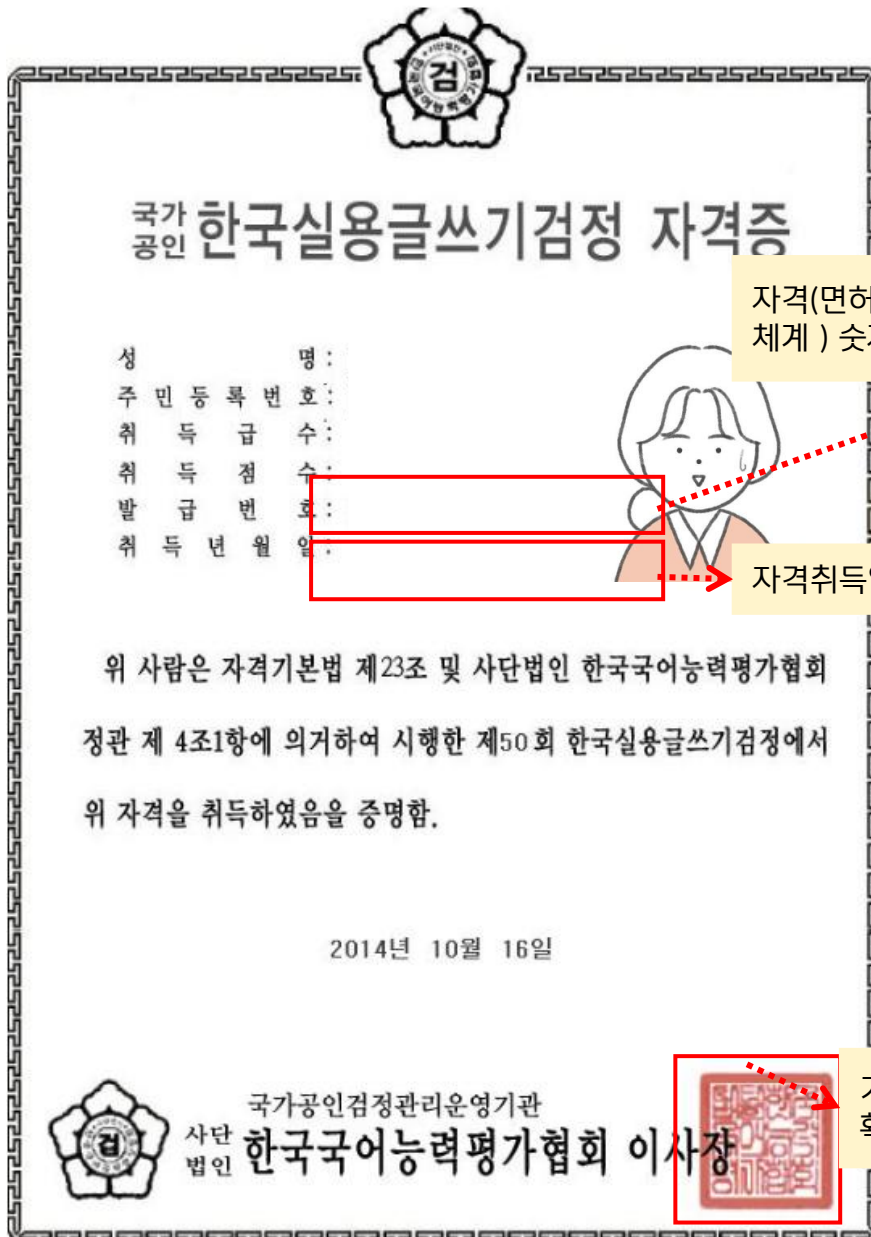 검
국가
공인 한국실용글쓰기검정 자격증
자격(면허
체계 )
성 명 :
주 민 등 록 번 호 :
취 득 급 수 :
취 득 점 수 :
발 급 번 호 :
취 득 년 월 일 :
자격취득
위 사람은 자격기본법 제23조 및 사단법인 한국국어능력평가협회
정관 제 4조1항에 의거하여 시행한 제50회 한국실용글쓰기검정에서
위 자격을 취득하였음을 증명함.
2014년 10월 16일
국가공인검정관리운영기관
검
사단
법인 한국국어능력평가협회 이사장